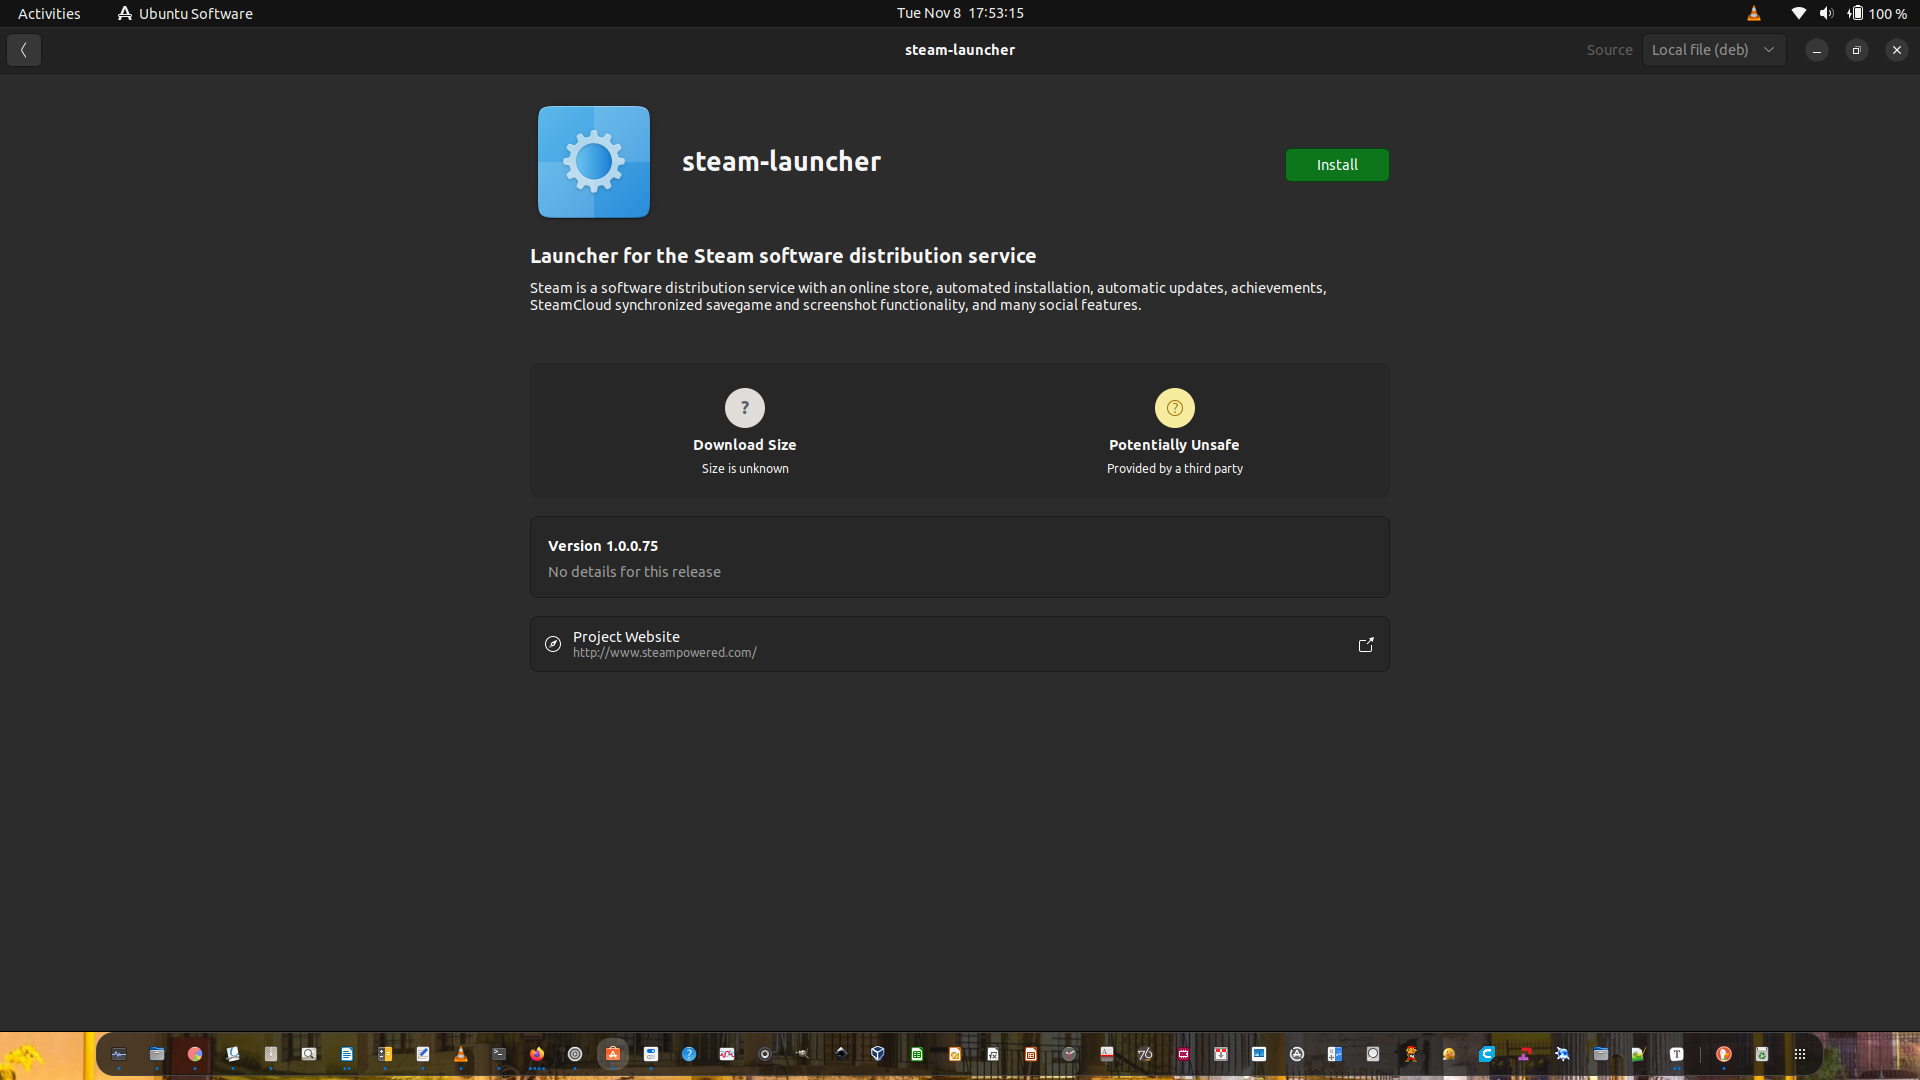 Activities
Ubuntu Software
Tue Nov 8 17:53:15
100 %
steam-launcher
Source
Local file (deb)
steam-launcher
Install
Launcher for the Steam software distribution service
Steam is a software distribution service with an online store, automated installation, automatic updates, achievements,
SteamCloud synchronized savegame and screenshot functionality, and many social features.
?
?
Download Size
Potentially Unsafe
Size is unknown
Provided by a third party
Version 1.0.0.75
No details for this release
Project Website
http://www.steampowered.com/